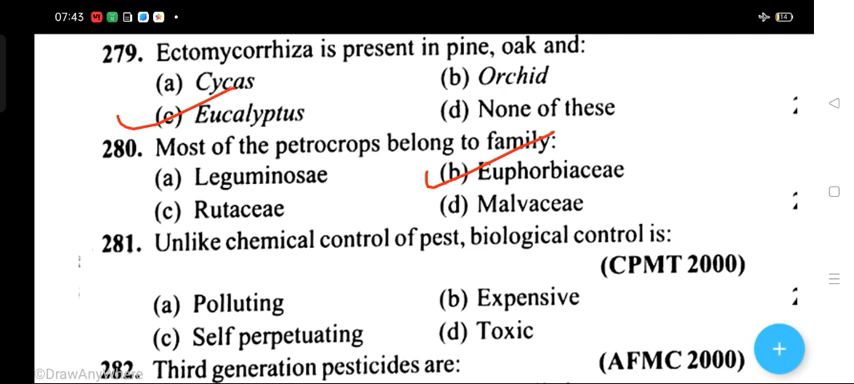 07:43
14
279. Ectomycorrhiza is present in pine, oak and:
(a) Cycas (b) Orchid
(c) Eucalyptus (d) None of these
280. Most of the petrocrops belong to family:
(a) Leguminosae (b) Euphorbiaceae
(c) Rutaceae (d) Malvaceae
281. Unlike chemical control of pest, biological control is:
(CPMT 2000)
(a) Polluting (b) Expensive
(c) Self perpetuating (d) Toxic
282. Third generation pesticides are: (AFMC 2000)
©DrawAnywhere